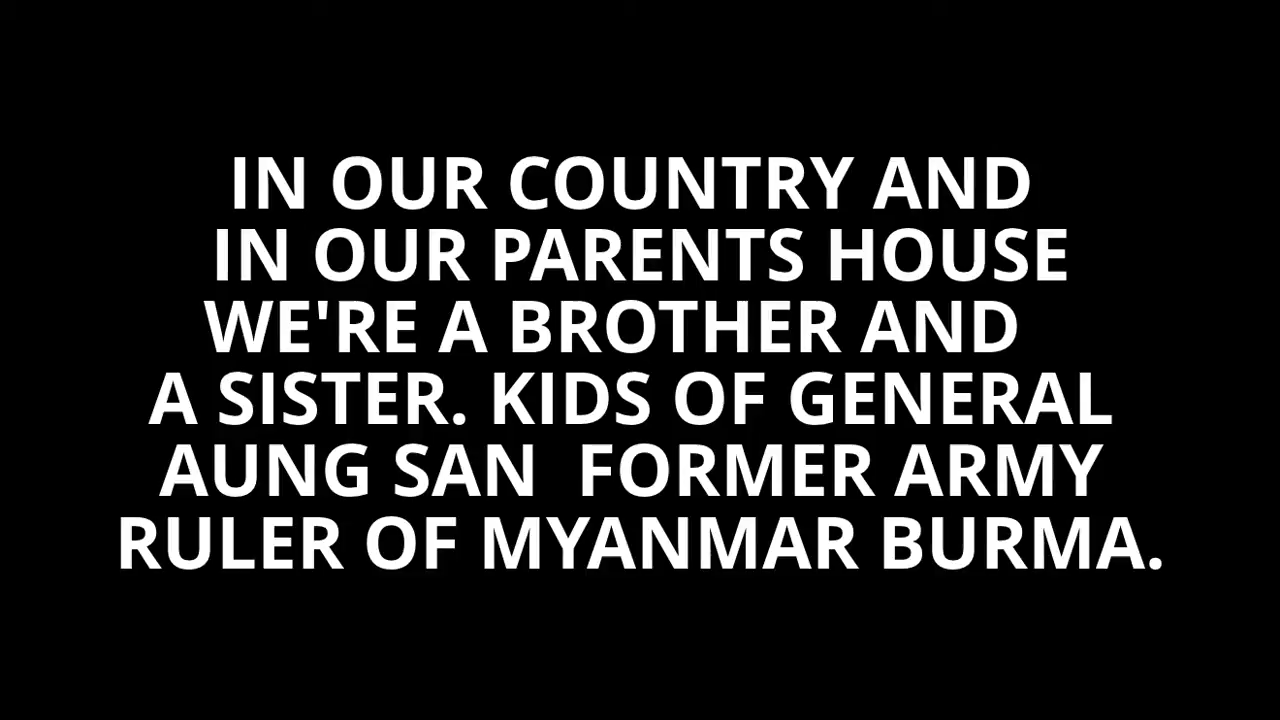 IN OUR COUNTRY AND
IN OUR PARENTS HOUSE
WE'RE A BROTHER AND
A SISTER. KIDS OF GENERAL
AUNG SAN  FORMER ARMY
RULER OF MYANMAR BURMA.